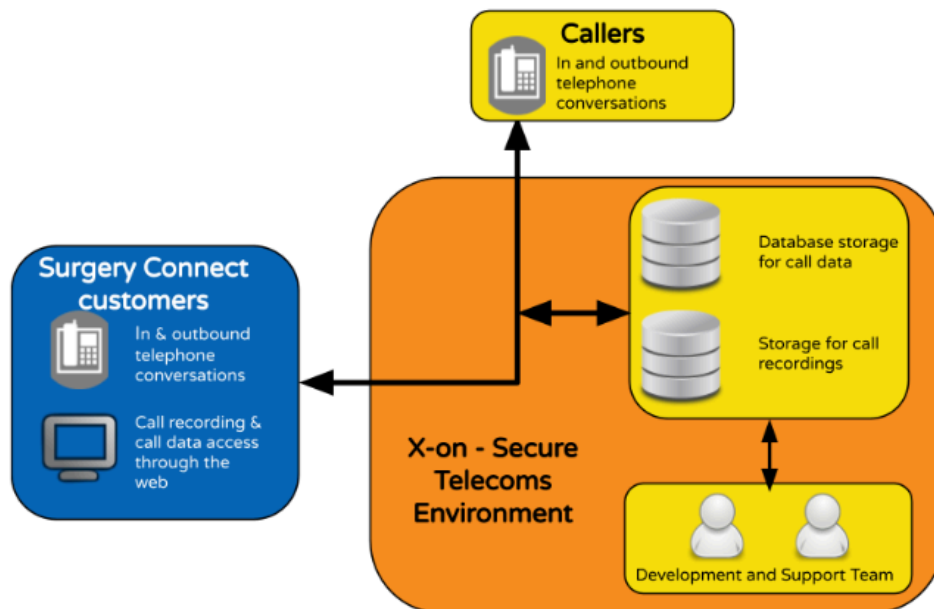 Callers
In and outbound
telephone
conversations
Surgery Connect
customers
In & outbound
telephone
conversations
Call recording &
call data access
through the
web
Database storage
for call data
Storage for call
recordings
X-on - Secure
Telecoms
Environment
Development and Support Team